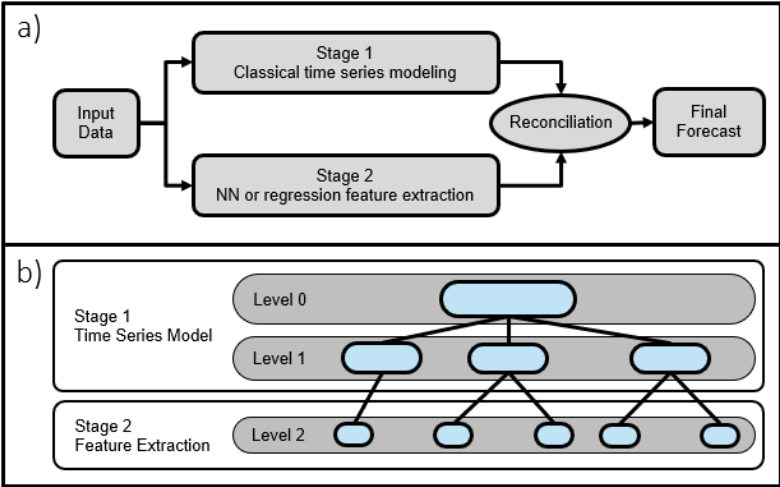 a)
Stage 1
Classical time series modeling
Input
Data
Reconciliation
Final
Forecast
Stage 2
NN or regression feature extraction
b)
Stage 1
Time Series Model
Level 0
Level 1
Stage 2
Feature Extraction
Level 2